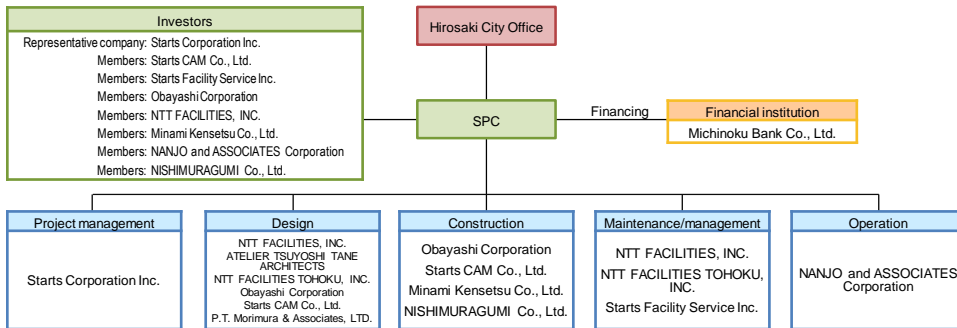 Investors
Representative company: Starts Corporation Inc.
Members: Starts CAM Co., Ltd.
Members: Starts Facility Service Inc.
Members: Obayashi Corporation
Members: NTT FACILITIES, INC.
Members: Minami Kensetsu Co., Ltd.
Members: NANJO and ASSOCIATES Corporation
Members: NISHIMURAGUMI Co., Ltd.
Hirosaki City Office
SPC
Financing
Financial institution
Michinoku Bank Co., Ltd.
Project management
Starts Corporation Inc.
Design
NTT FACILITIES, INC.
ATELIER TSUYOSHI TANE
ARCHITECTS
NTT FACILITIES TOHOKU, INC.
Obayashi Corporation
Starts CAM Co., Ltd.
P.T. Morimura & Associates, LTD.
Construction
Obayashi Corporation
Starts CAM Co., Ltd.
Minami Kensetsu Co., Ltd.
NISHIMURAGUMI Co., Ltd.
Maintenance/management
NTT FACILITIES, INC.
NTT FACILITIES TOHOKU,
INC.
Starts Facility Service Inc.
Operation
NANJO and ASSOCIATES
Corporation